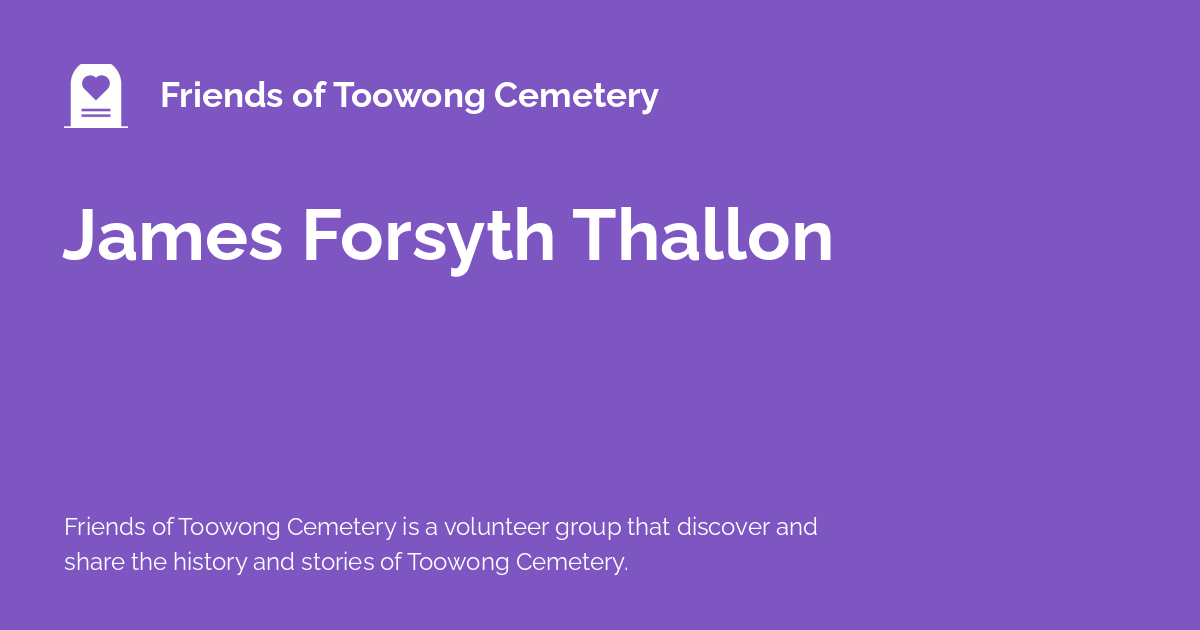 Friends of Toowong Cemetery
James Forsyth Thallon
Friends of Toowong Cemetery is a volunteer group that discover and
share the history and stories of Toowong Cemetery.